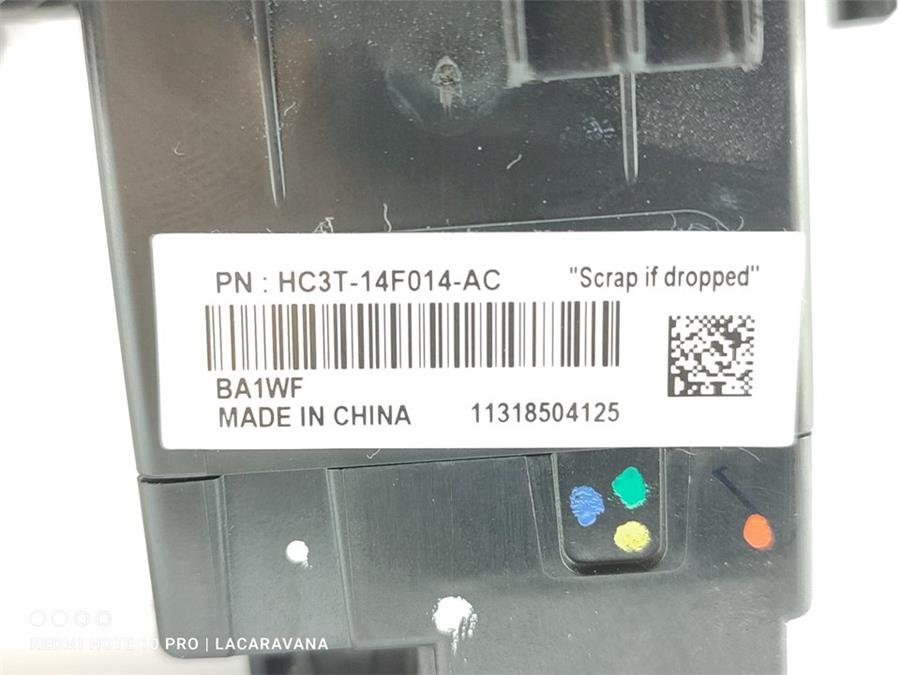 PN : HC3T-14F014-AC "Scrap if dropped"
BA1WF
MADE IN CHINA 11318504125
REDMI NOTE 10 PRO | LACARAVANA